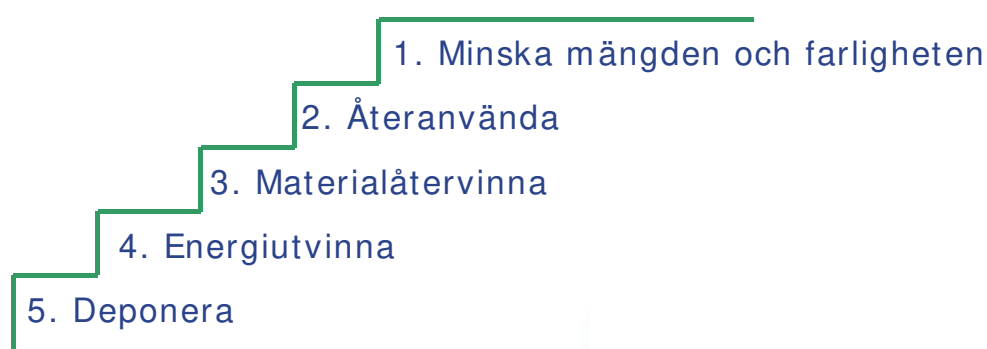 1. Minska mängden och farligheten
2. Återanvända
3. Materialåtervinna
4. Energiutvinna
5. Deponera